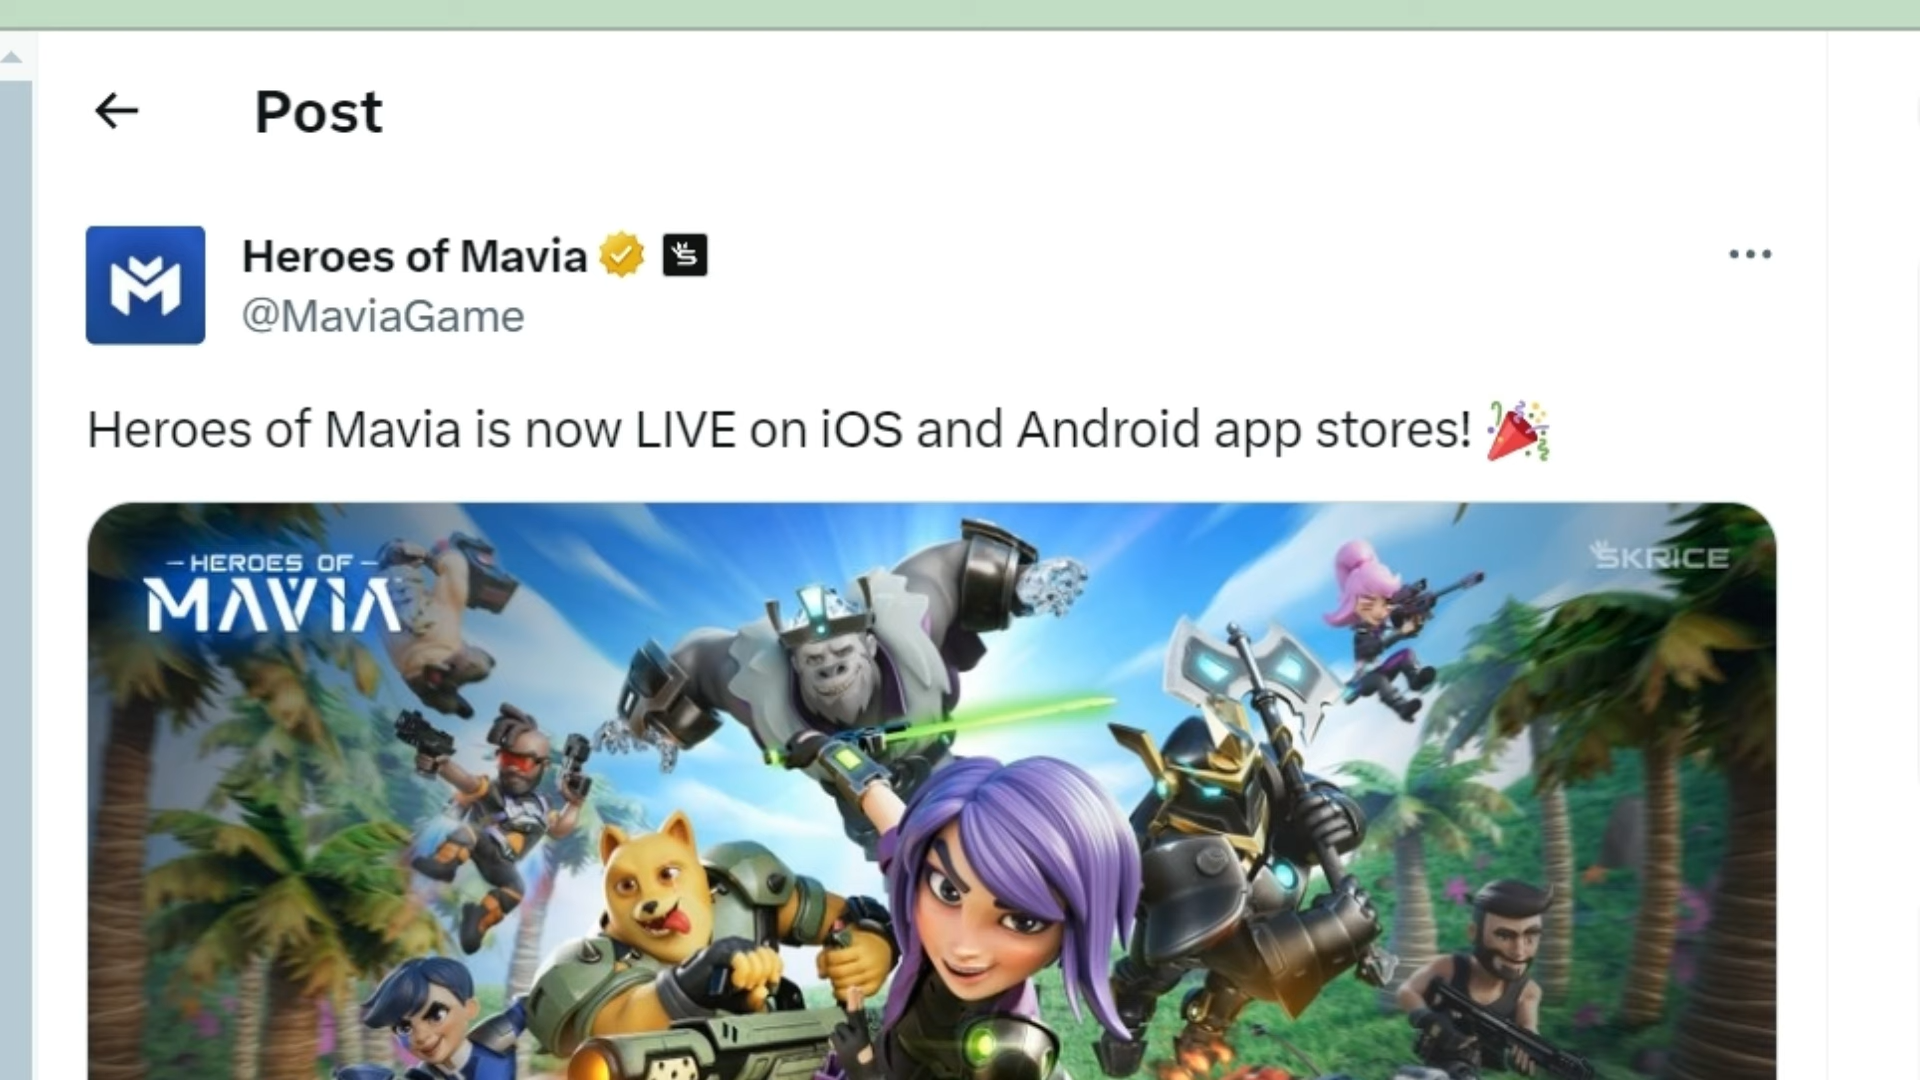 Post
Heroes of Mavia
@MaviaGame
Heroes of Mavia is now LIVE on iOS and Android app stores! 🎉
HEROES OF
MAVIA
SKRICE